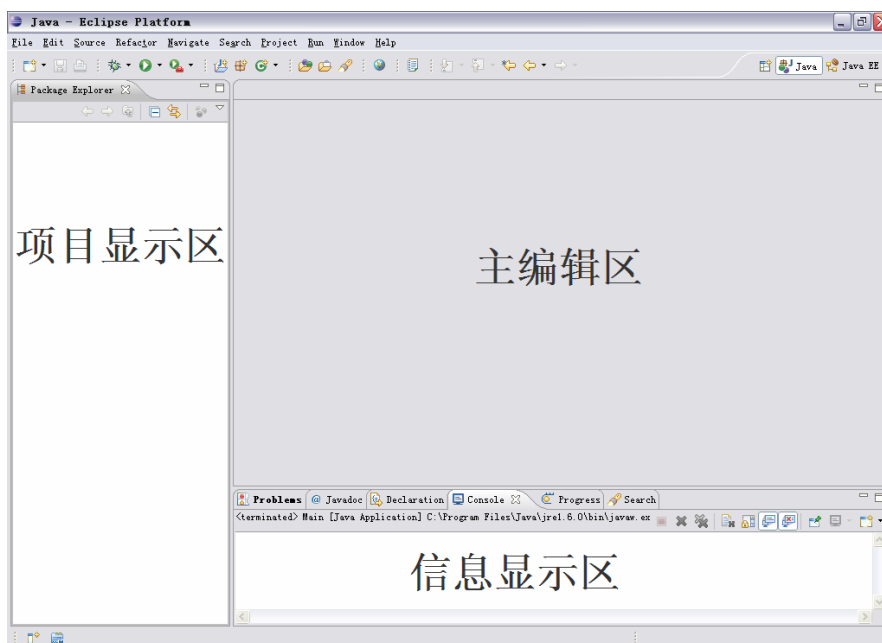 Java - Eclipse Platform
File Edit Source Refactor Navigate Search Project Run Window Help
Java Java EE
Package Explorer
项目显示区
主编辑区
Problems @ Javadoc Declaration Console Progress Search
<terminated> Main [Java Application] C:\Program Files\Java\jre1.6.0\bin\javaw.ex
信息显示区